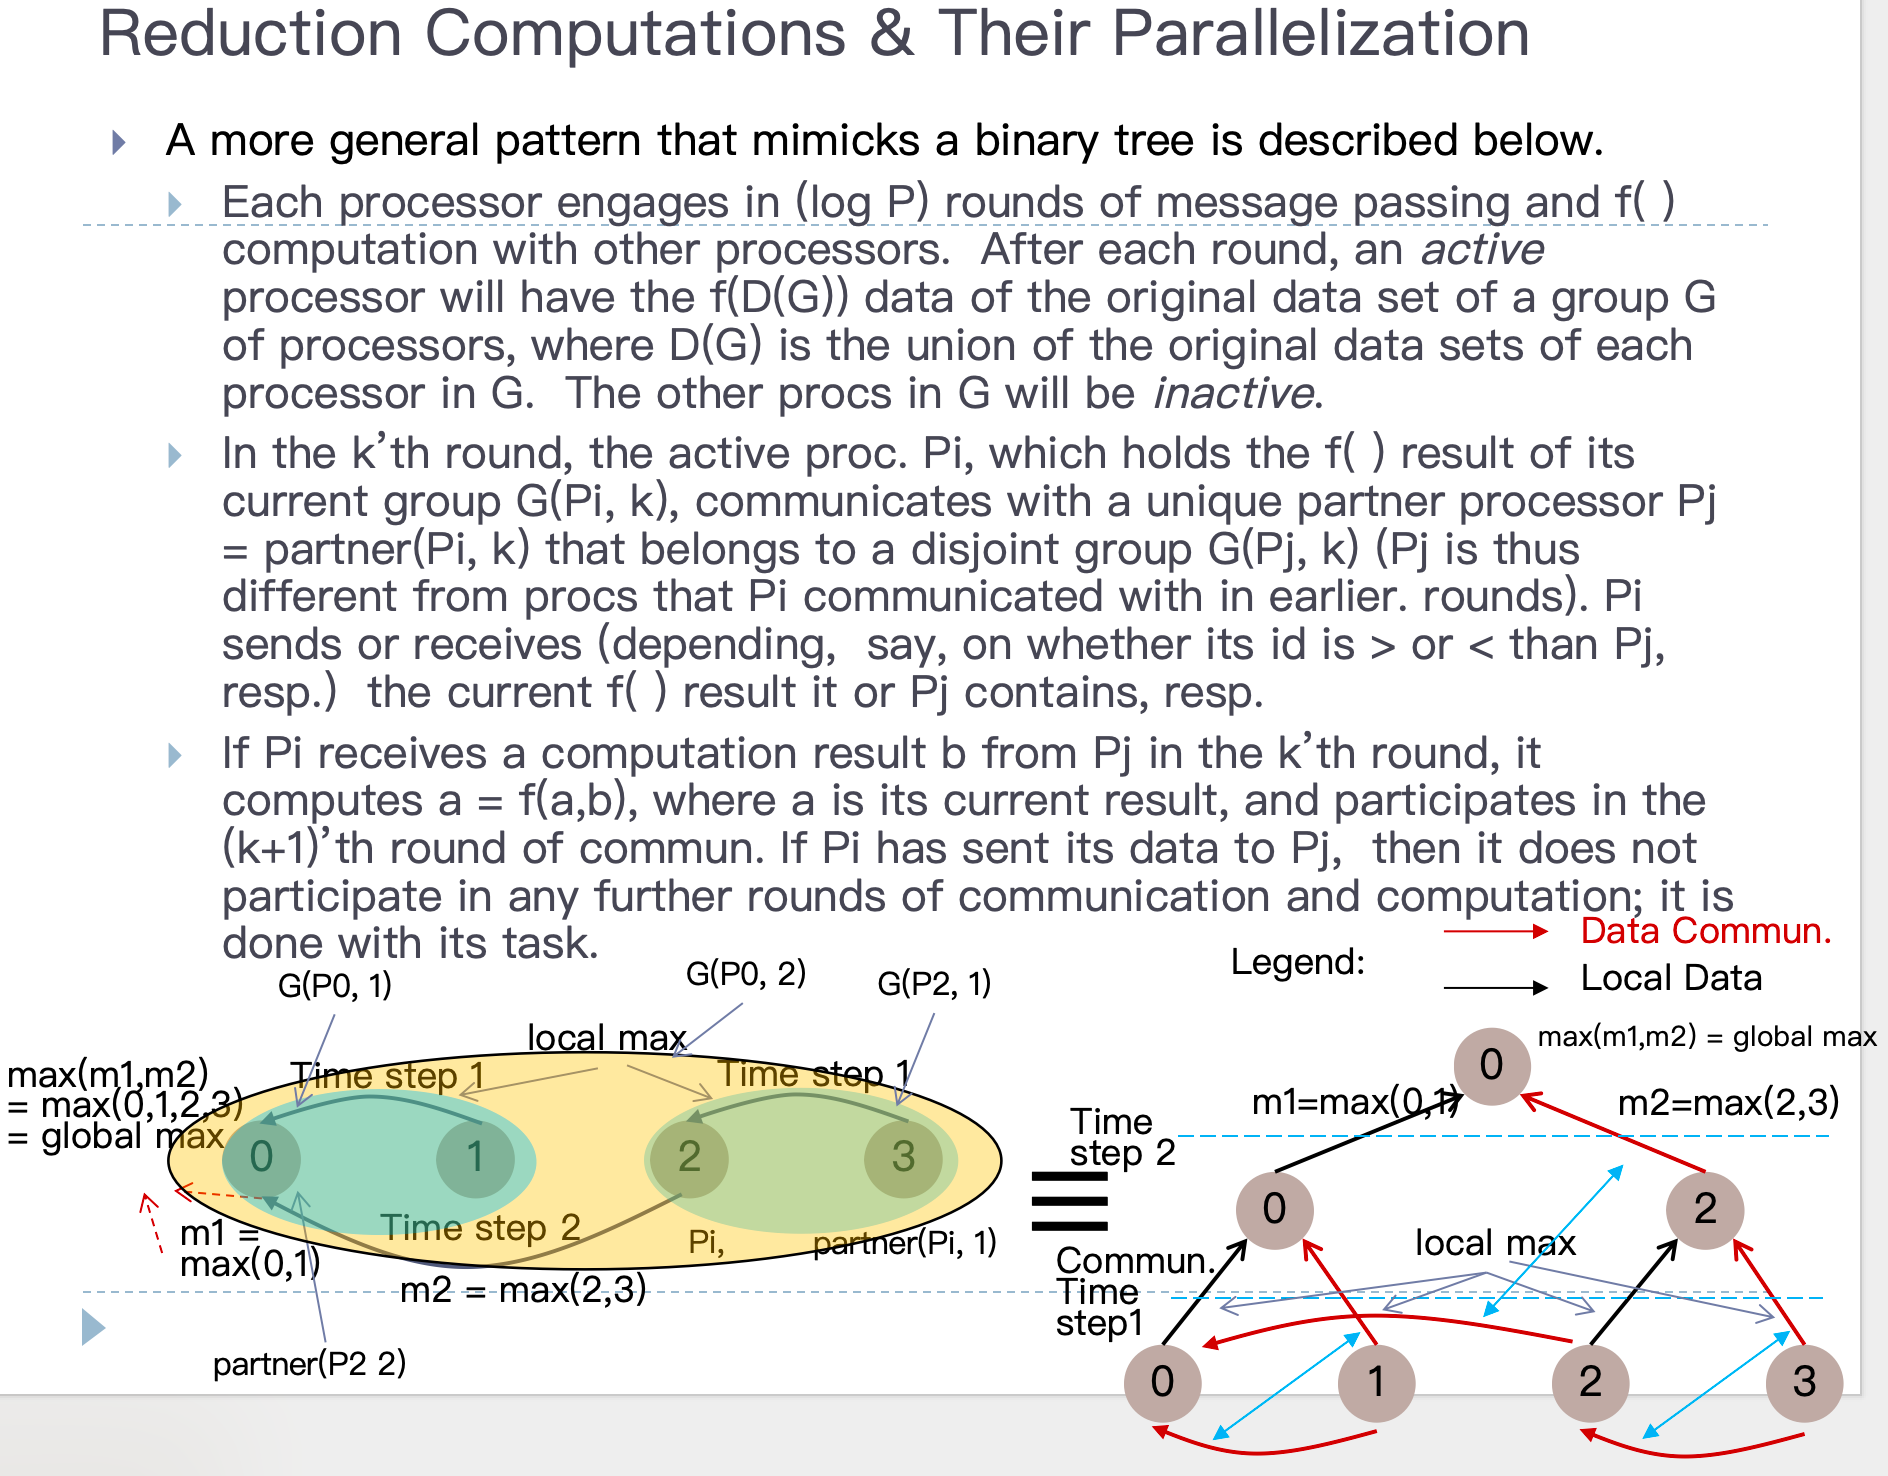 Reduction Computations & Their Parallelization
A more general pattern that mimicks a binary tree is described below.
Each processor engages in (log P) rounds of message passing and f( )
computation with other processors.  After each round, an active
processor will have the f(D(G)) data of the original data set of a group G
of processors, where D(G) is the union of the original data sets of each
processor in G.  The other procs in G will be inactive.
In the k’th round, the active proc. Pi, which holds the f( ) result of its
current group G(Pi, k), communicates with a unique partner processor Pj
= partner(Pi, k) that belongs to a disjoint group G(Pj, k) (Pj is thus
different from procs that Pi communicated with in earlier. rounds). Pi
sends or receives (depending,  say, on whether its id is > or < than Pj,
resp.)  the current f( ) result it or Pj contains, resp.
If Pi receives a computation result b from Pj in the k’th round, it
computes a = f(a,b), where a is its current result, and participates in the
(k+1)’th round of commun. If Pi has sent its data to Pj,  then it does not
participate in any further rounds of communication and computation; it is
done with its task.
G(P0, 1)
G(P0, 2)
G(P2, 1)
local max
Time step 1
Time step 1
max(m1,m2)
= max(0,1,2,3)
= global max
0
1
2
3
m1 =
max(0,1)
Time step 2
Pi,
partner(Pi, 1)
m2 = max(2,3)
partner(P2 2)
Legend:
Data Commun.
Local Data
0
max(m1,m2) = global max
m1=max(0,1)
m2=max(2,3)
Time
step 2
0
2
local max
Commun.
Time
step1
0
1
2
3